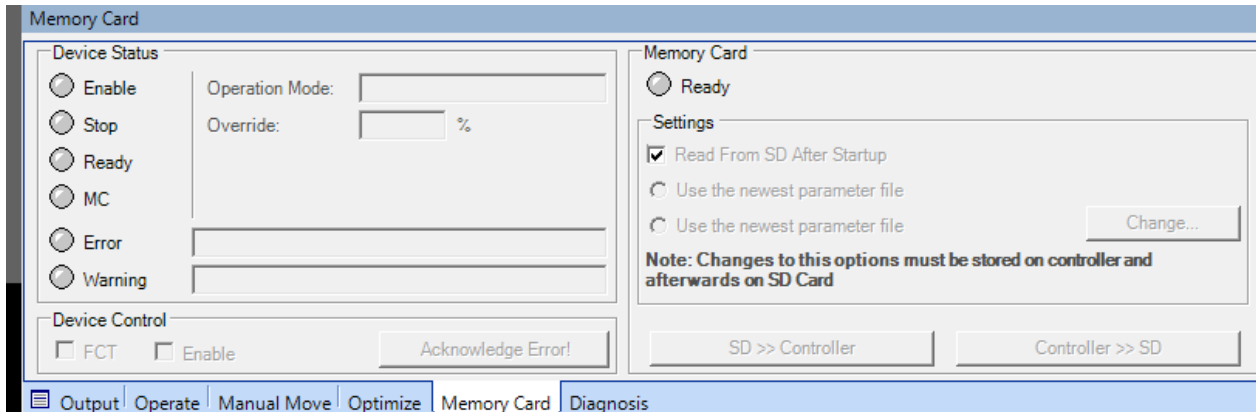 Memory Card
Device Status
Enable
Operation Mode:
Stop
Override:
%
Ready
MC
Error
Warning
Device Control
FCT
Enable
Acknowledge Error!
Memory Card
Ready
Settings
Read From SD After Startup
Use the newest parameter file
Use the newest parameter file
Change...
Note: Changes to this options must be stored on controller and
afterwards on SD Card
SD >> Controller
Controller >> SD
Output Operate Manual Move Optimize Memory Card Diagnosis